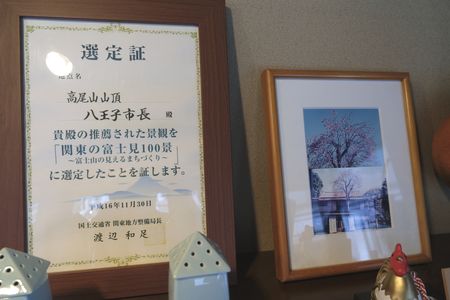 選定証
地点名
高尾山山頂
八王子市長 殿
貴殿の推薦された景観を
「関東の富士見100景
~富士山の見えるまちづくり~ 」
に選定したことを証します。
平成16年11月30日
国土交通省 関東地方整備局長
渡辺和足